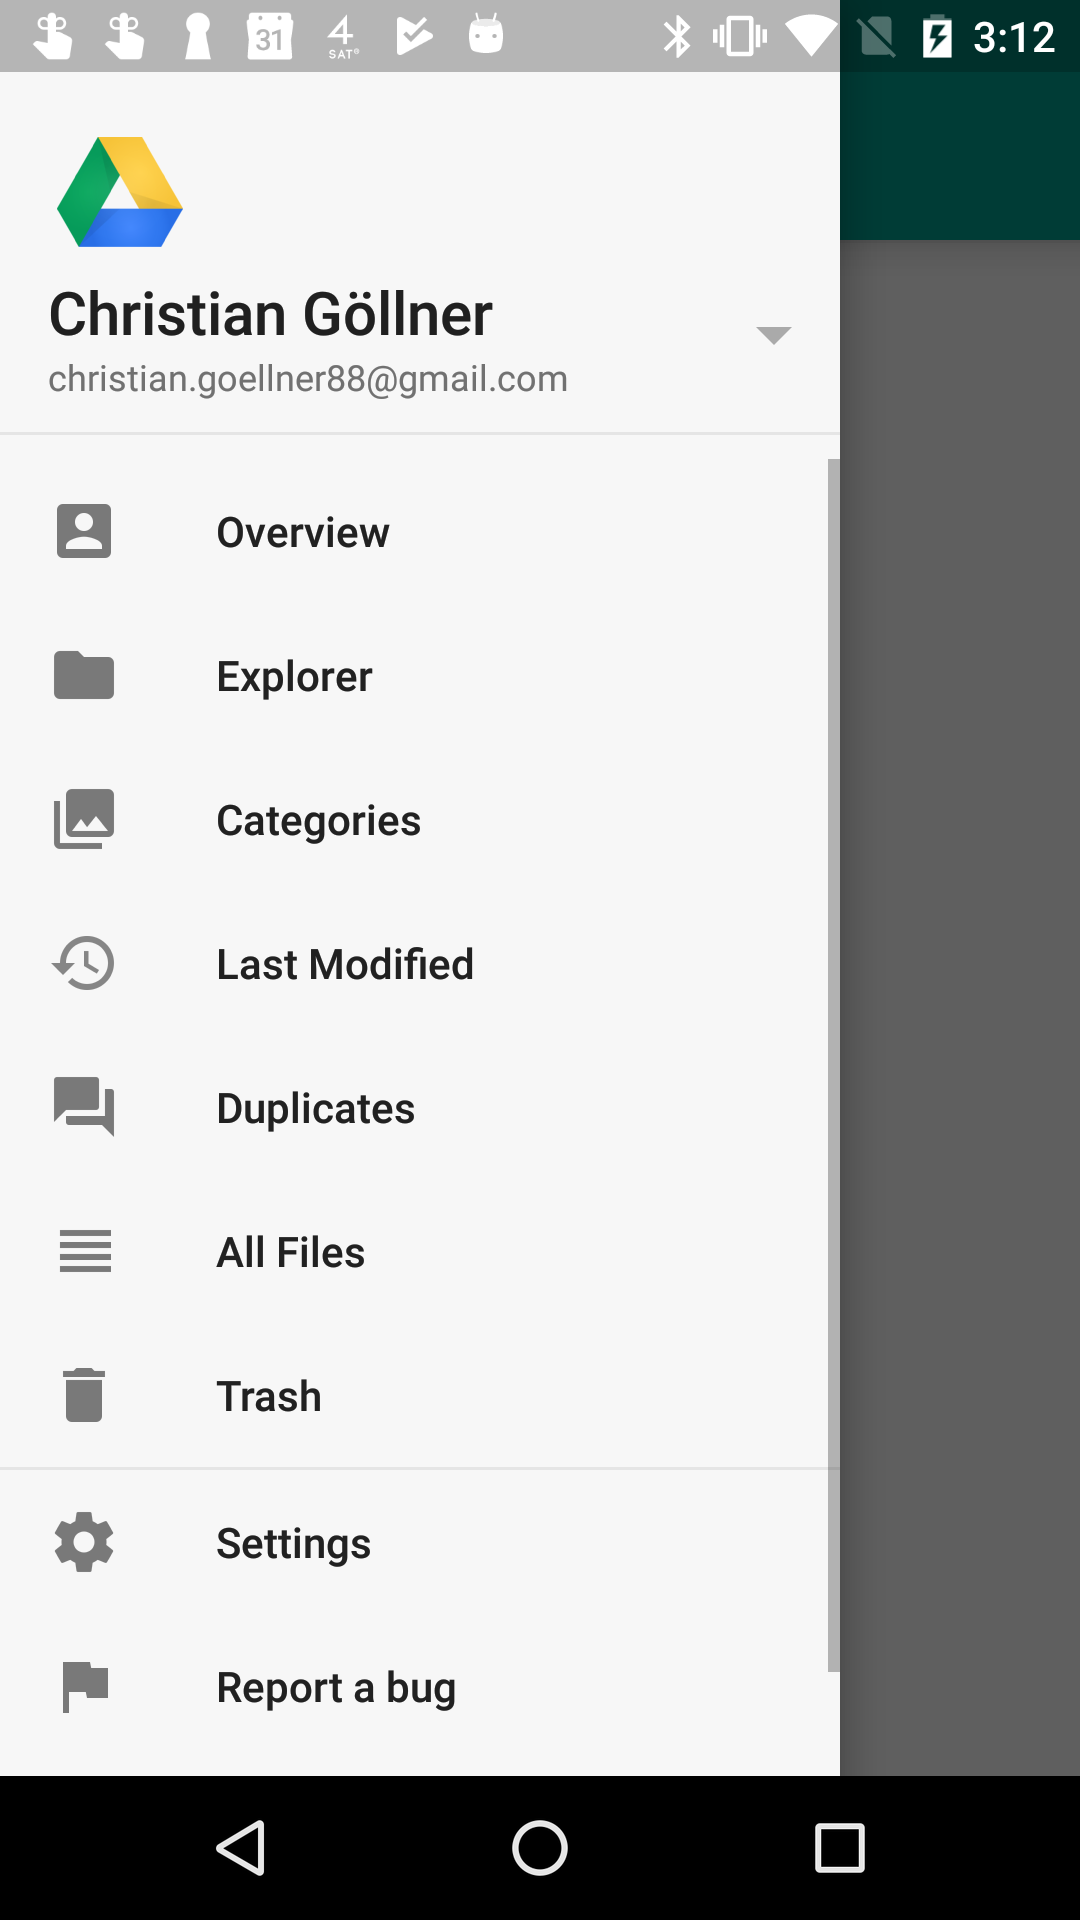 31
4
SAT®
3:12
Christian Göllner
christian.goellner88@gmail.com
Overview
Explorer
Categories
Last Modified
Duplicates
All Files
Trash
Settings
Report a bug